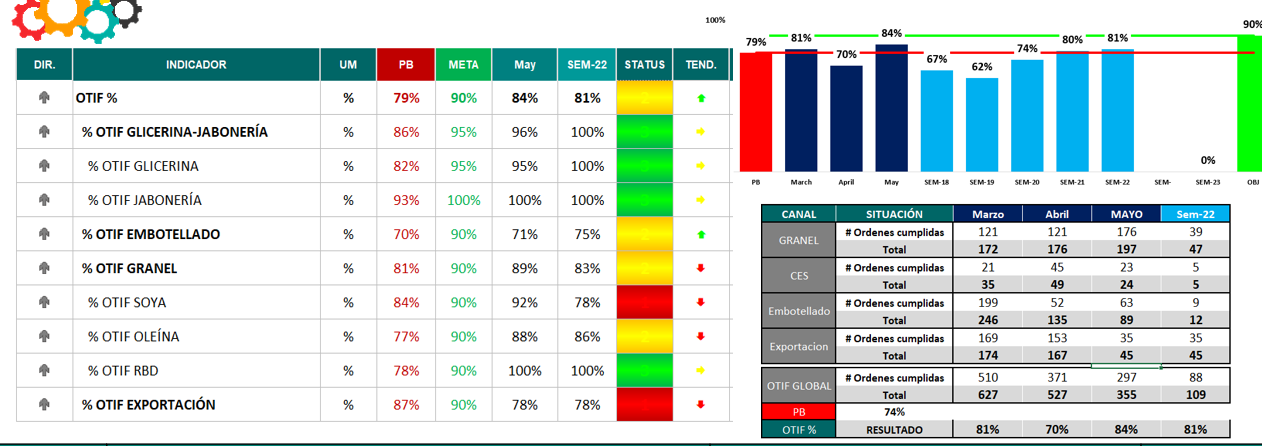 DIR. INDICADOR UM PB META May SEM-22 STATUS TEND.
OTIF % % 79% 90% 84% 81%
% OTIF GLICERINA-JABONERÍA % 86% 95% 96% 100%
% OTIF GLICERINA % 82% 95% 95% 100%
% OTIF JABONERÍA % 93% 100% 100% 100%
% OTIF EMBOTELLADO % 70% 90% 71% 75%
% OTIF GRANEL % 81% 90% 89% 83%
% OTIF SOYA % 84% 90% 92% 78%
% OTIF OLEÍNA % 77% 90% 88% 86%
% OTIF RBD % 78% 90% 100% 100%
% OTIF EXPORTACIÓN % 87% 90% 78% 78%
100%
79% 81% 70% 84% 67% 62% 74% 80% 81% 0% 90%
PB March April May SEM-18 SEM-19 SEM-20 SEM-21 SEM-22 SEM- SEM-23 OBJ
CANAL SITUACIÓN Marzo Abril MAYO Sem-22
GRANEL
# Ordenes cumplidas 121 121 176 39
Total 172 176 197 47
CES
# Ordenes cumplidas 21 45 23 5
Total 35 49 24 5
Embotellado
# Ordenes cumplidas 199 52 63 9
Total 246 135 89 12
Exportacion
# Ordenes cumplidas 169 153 35 35
Total 174 167 45 45
OTIF GLOBAL
# Ordenes cumplidas 510 371 297 88
Total 627 527 355 109
PB 74%
OTIF % RESULTADO 81% 70% 84% 81%